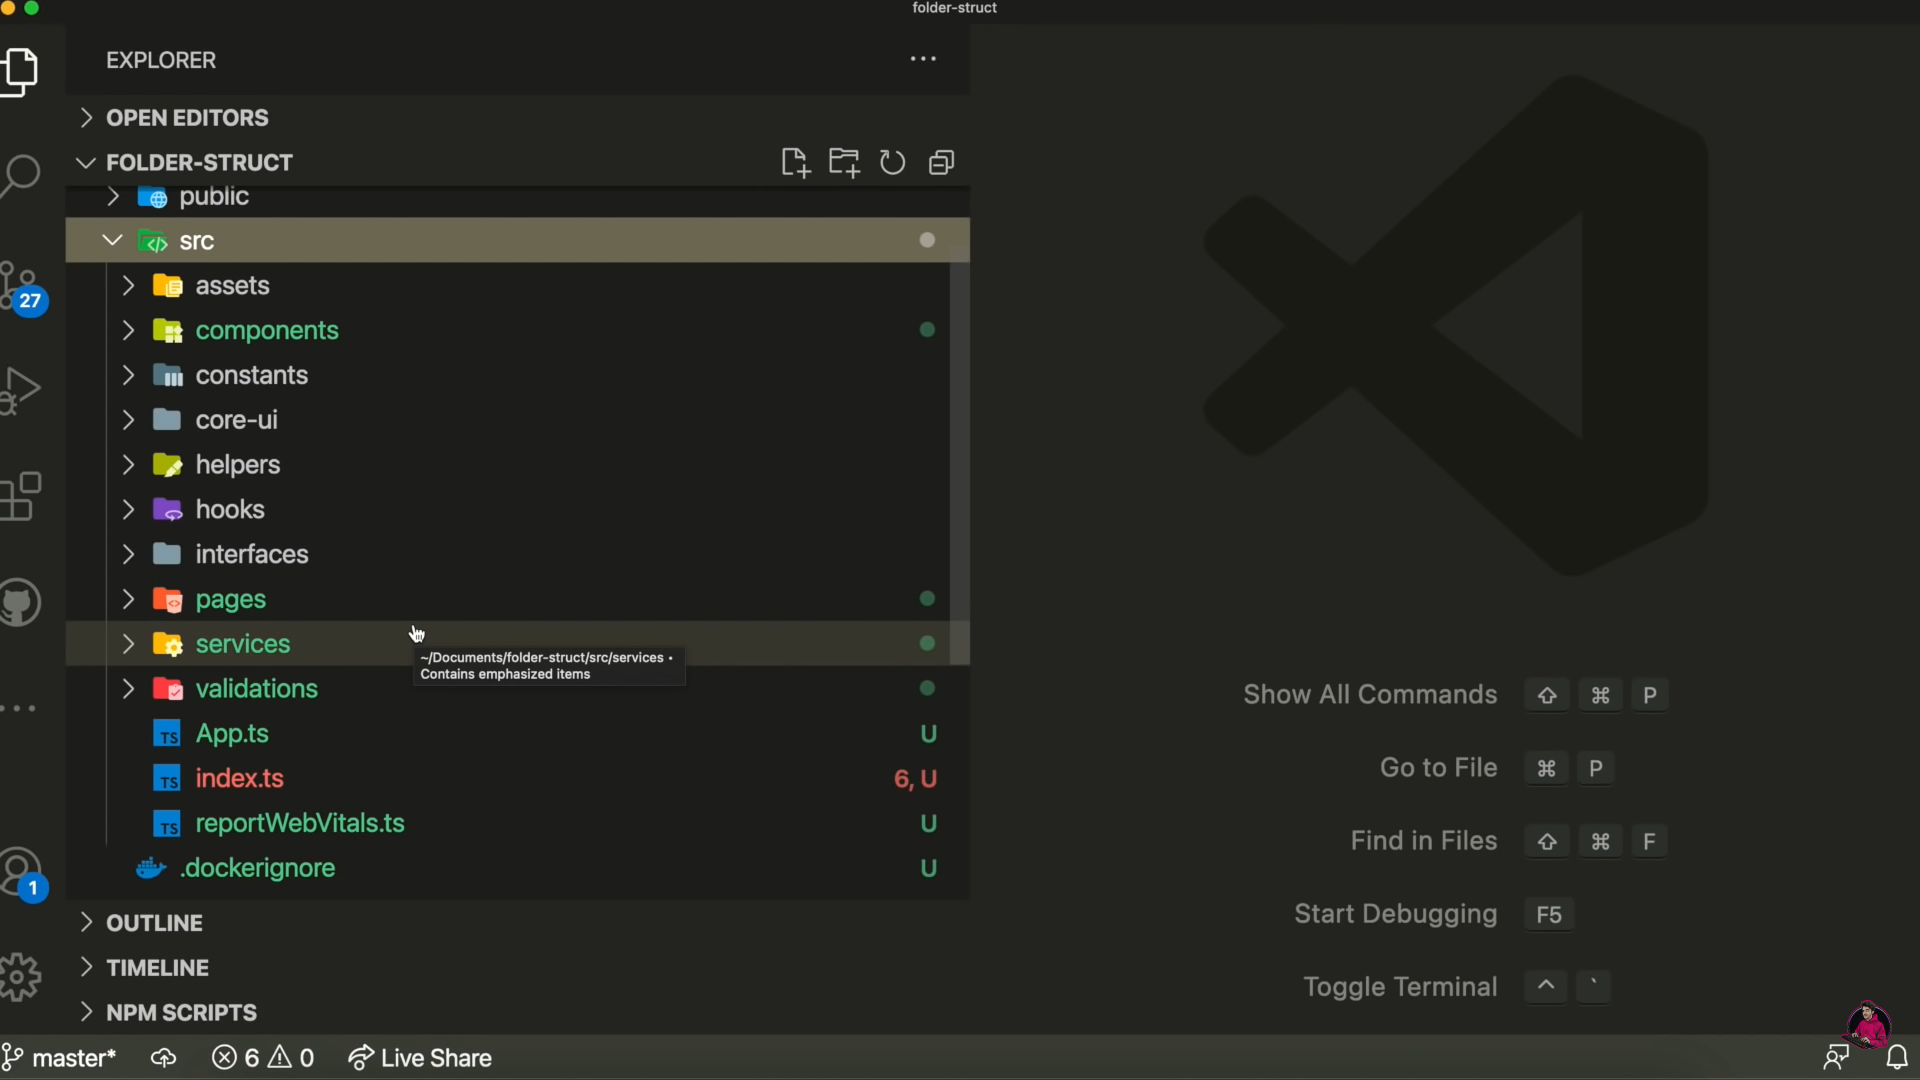 folder-struct
EXPLORER
OPEN EDITORS
FOLDER-STRUCT
public
src
assets
components
constants
core-ui
helpers
hooks
interfaces
pages
services
~/Documents/folder-struct/src/services •
Contains emphasized items
validations
TS App.ts U
TS index.ts 6, U
TS reportWebVitals.ts U
.dockerignore U
OUTLINE
TIMELINE
NPM SCRIPTS
27
1
Show All Commands ⇧ ⌘ P
Go to File ⌘ P
Find in Files ⇧ ⌘ F
Start Debugging F5
Toggle Terminal ^ `
master* 6 0 Live Share